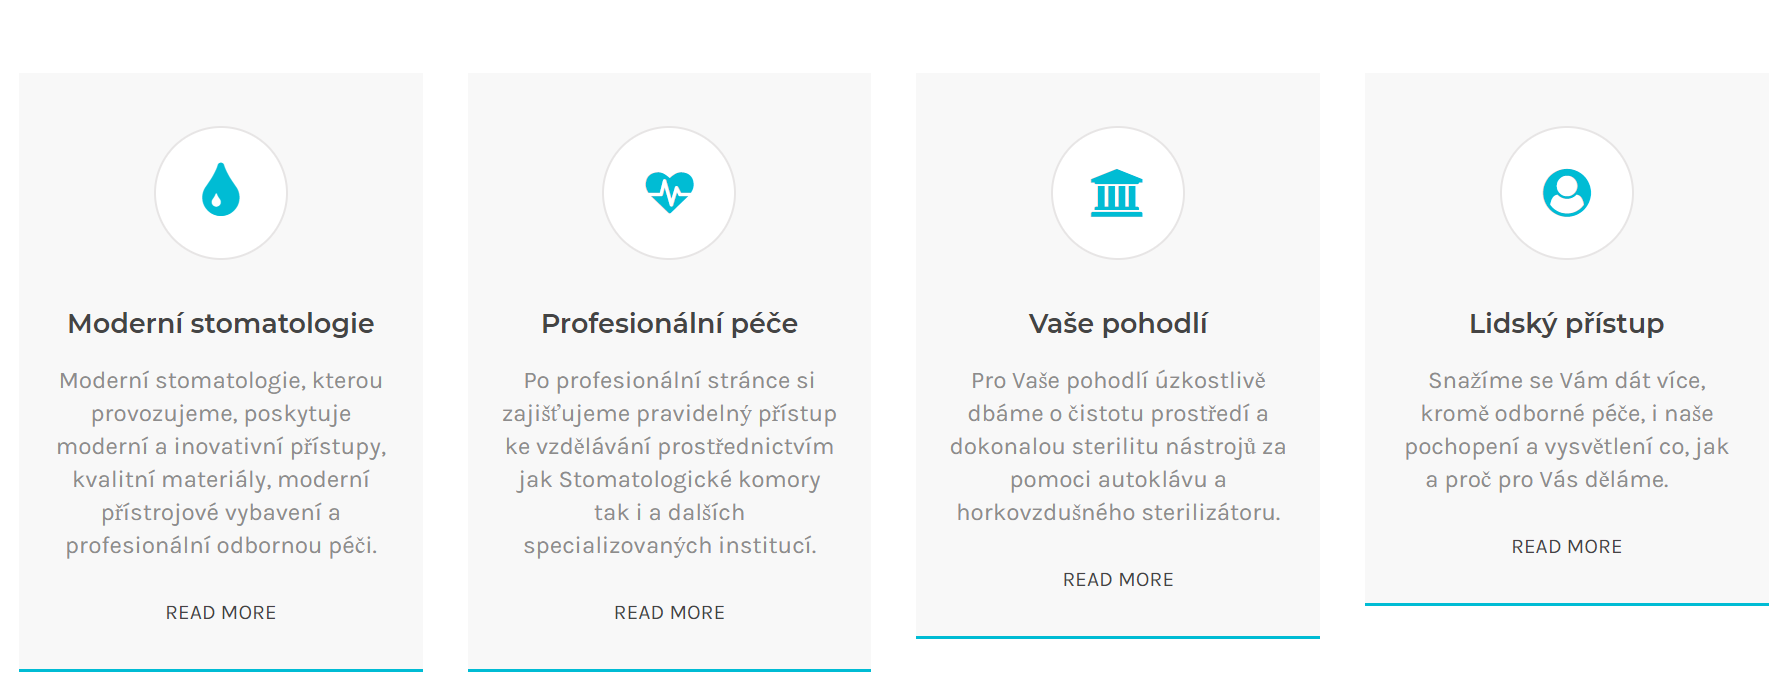 Moderní stomatologie
Moderní stomatologie, kterou
provozujeme, poskytuje
moderní a inovativní přístupy,
kvalitní materiály, moderní
přístrojové vybavení a
profesionální odbornou péči.
READ MORE
Profesionální péče
Po profesionální stránce si
zajišťujeme pravidelný přístup
ke vzdělávání prostřednictvím
jak Stomatologické komory
tak i a dalších
specializovaných institucí.
READ MORE
Vaše pohodlí
Pro Vaše pohodlí úzkostlivě
dbáme o čistotu prostředí a
dokonalou sterilitu nástrojů za
pomoci autoklávu a
horkovzdušného sterilizátoru.
READ MORE
Lidský přístup
Snažíme se Vám dát více,
kromě odborné péče, i naše
pochopení a vysvětlení co, jak
a proč pro Vás děláme.
READ MORE